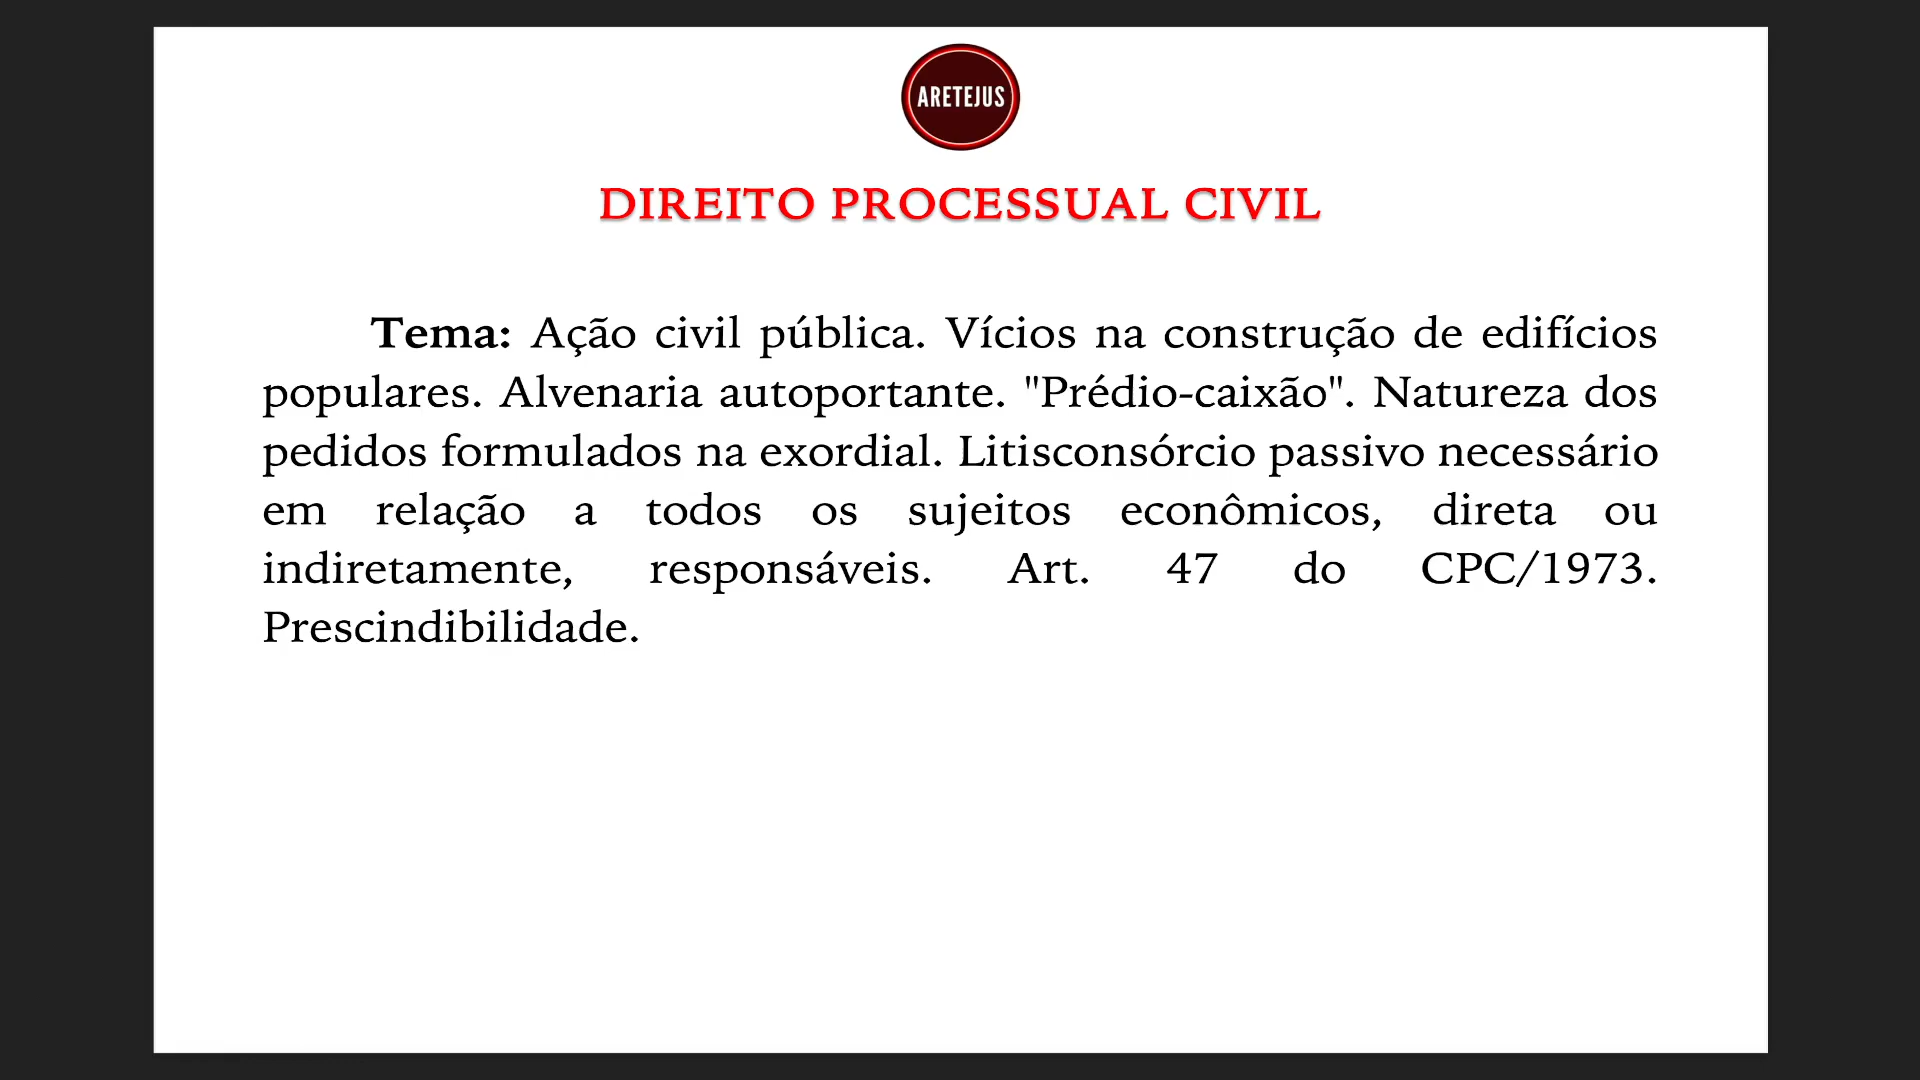 ARETEJUS
DIREITO PROCESSUAL CIVIL
Tema: Ação civil pública. Vícios na construção de edifícios
populares. Alvenaria autoportante. "Prédio-caixão". Natureza dos
pedidos formulados na exordial. Litisconsórcio passivo necessário
em relação a todos os sujeitos econômicos, direta ou
indiretamente, responsáveis. Art. 47 do CPC/1973.
Prescindibilidade.